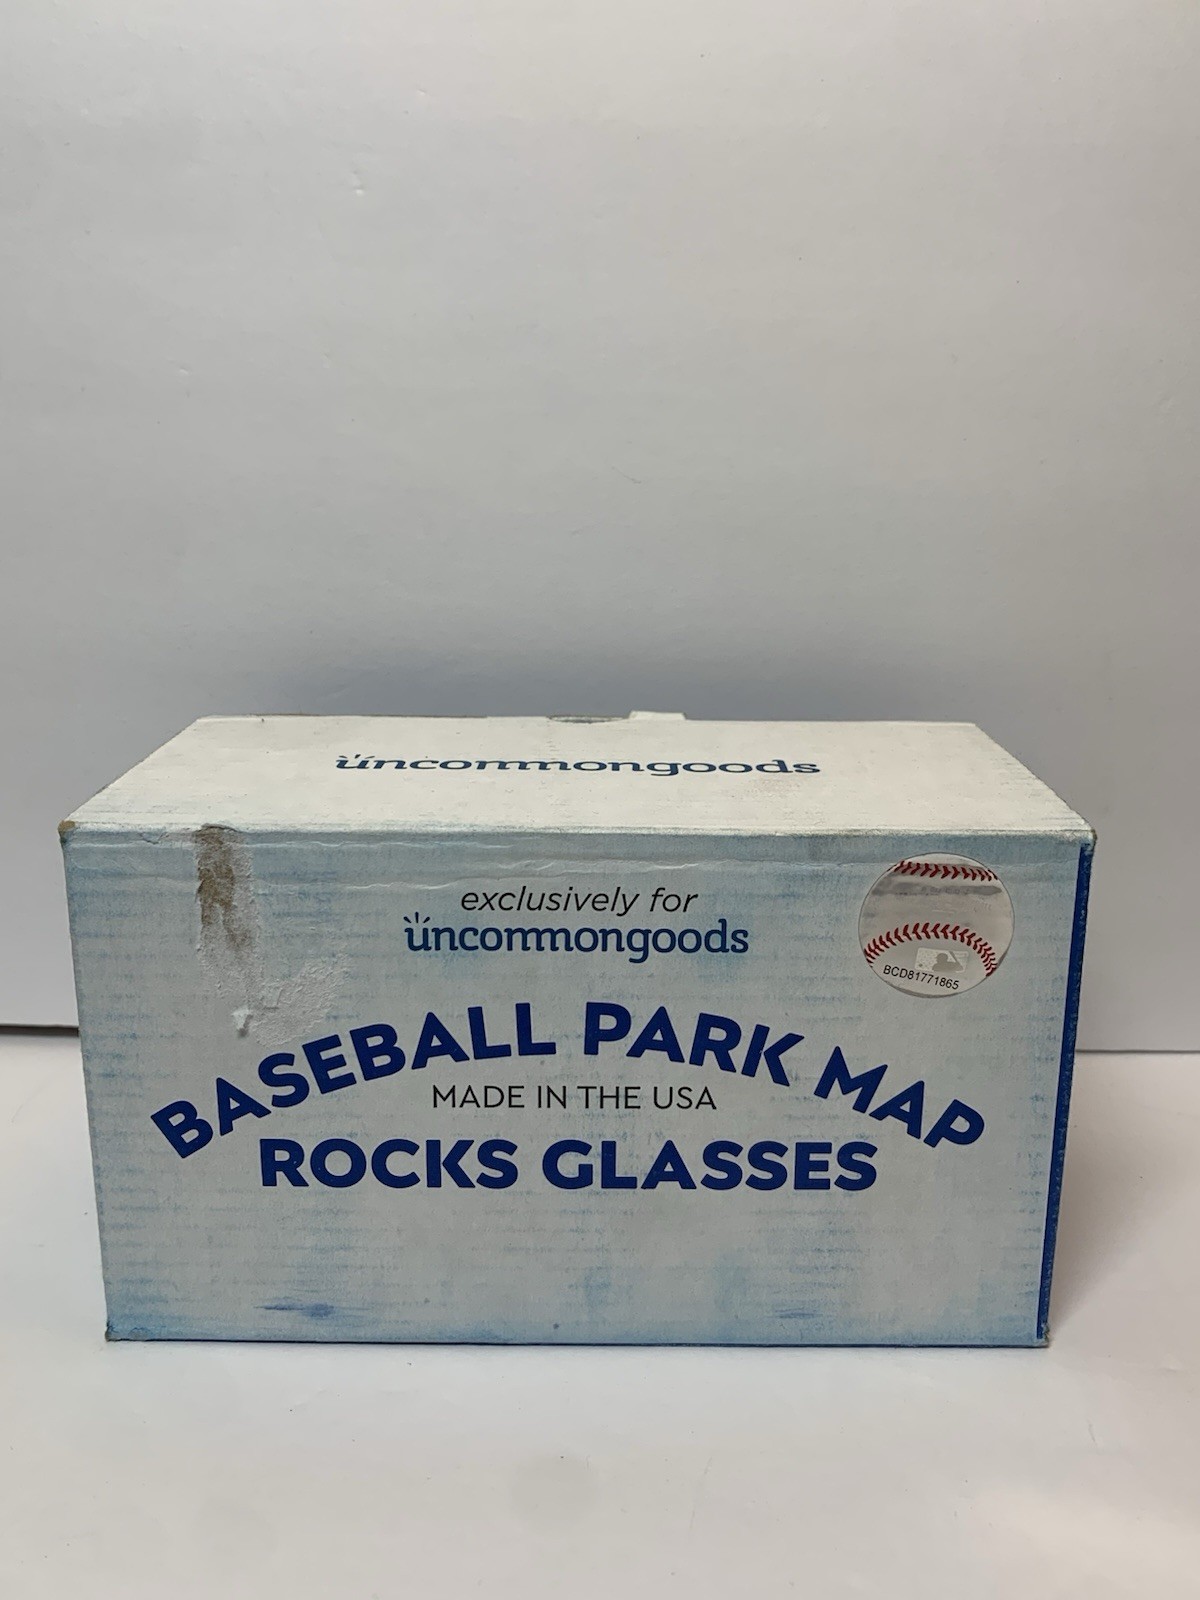 uncommongoods
exclusively for
uncommongoods
BCD81771865
BASEBALL PARK MAP
MADE IN THE USA
ROCKS GLASSES